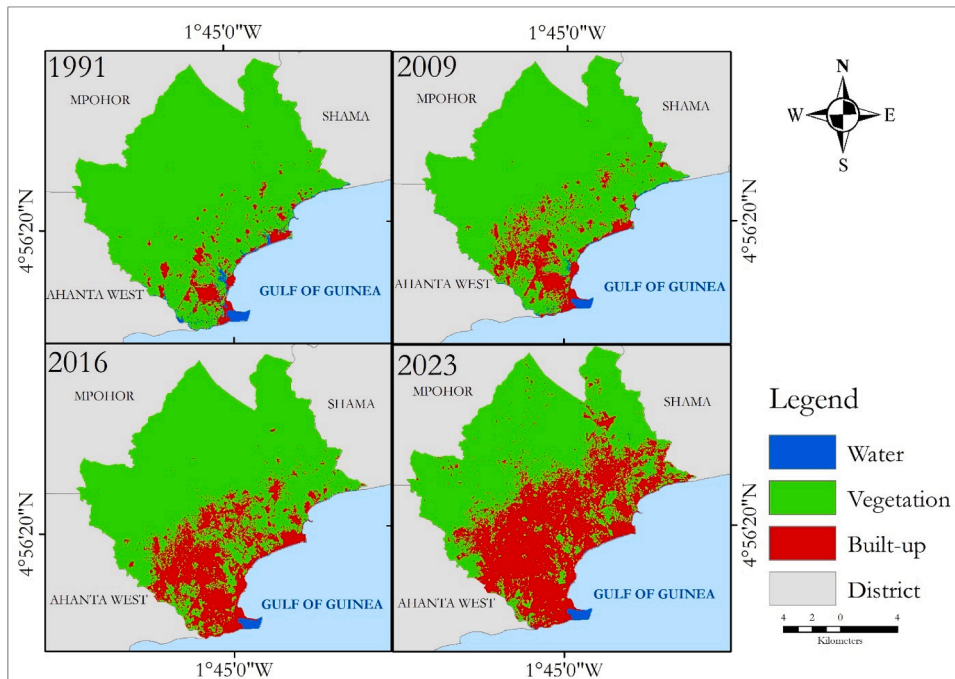 1°45'0"W
1°45'0"W
1991
MPOHOR
SHAMA
4°56'20"N
AHANTA WEST
GULF OF GUINEA
2009
MPOHOR
SHAMA
4°56'20"N
AHANTA WEST
GULF OF GUINEA
N
W
E
S
2016
MPOHOR
SHAMA
4°56'20"N
AHANTA WEST
GULF OF GUINEA
1°45'0"W
2023
MPOHOR
SHAMA
4°56'20"N
AHANTA WEST
GULF OF GUINEA
1°45'0"W
Legend
Water
Vegetation
Built-up
District
4 2 0 4
Kilometers